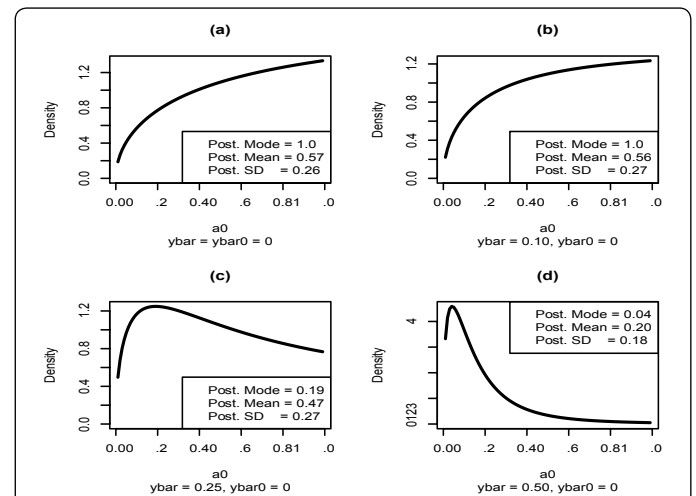 (a)
Density
0.0 0.4 0.8 1.2
Post. Mode = 1.0
Post. Mean = 0.57
Post. SD = 0.26
0.00 .2 0.40 .6 0.81 .0
a0
ybar = ybar0 = 0
(b)
Density
0.0 0.4 0.8 1.2
Post. Mode = 1.0
Post. Mean = 0.56
Post. SD = 0.27
0.00 .2 0.40 .6 0.81 .0
a0
ybar = 0.10, ybar0 = 0
(c)
Density
0.0 0.4 0.8 1.2
Post. Mode = 0.19
Post. Mean = 0.47
Post. SD = 0.27
0.00 .2 0.40 .6 0.81 .0
a0
ybar = 0.25, ybar0 = 0
(d)
Density
0123 4
Post. Mode = 0.04
Post. Mean = 0.20
Post. SD = 0.18
0.00 .2 0.40 .6 0.81 .0
a0
ybar = 0.50, ybar0 = 0